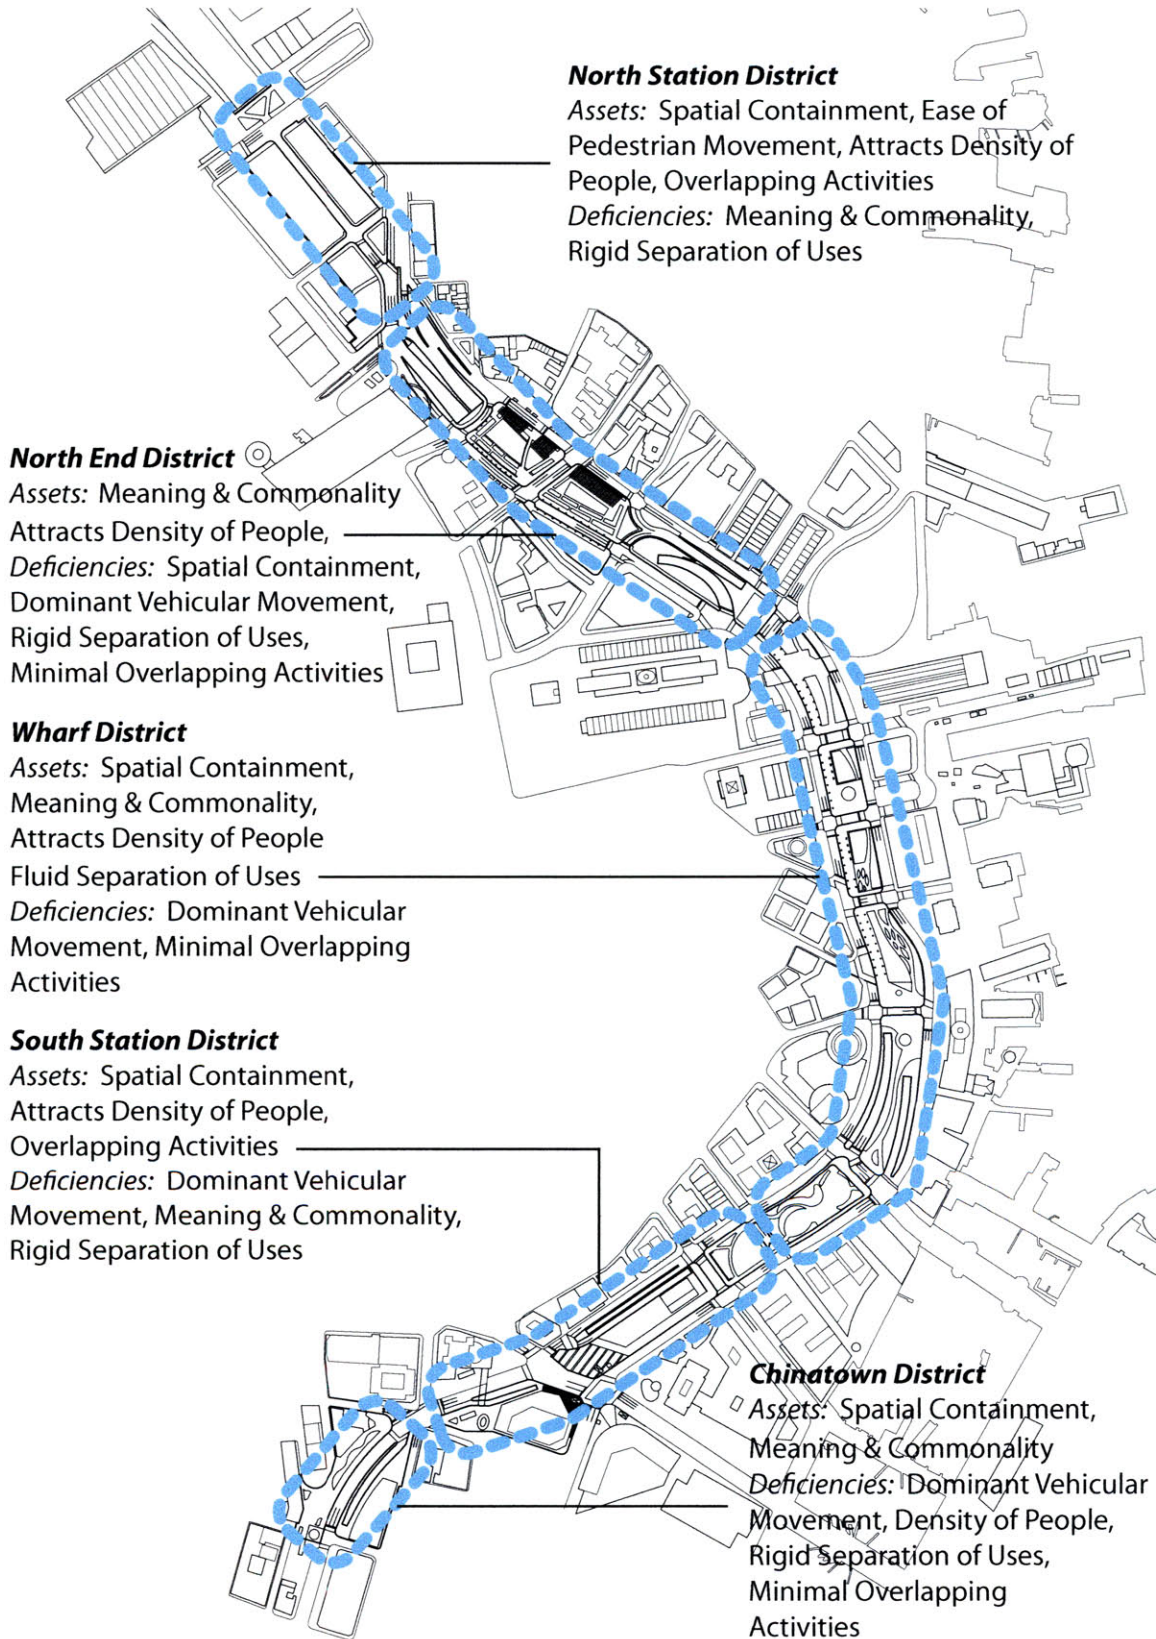 North Station District
Assets: Spatial Containment, Ease of
Pedestrian Movement, Attracts Density of
People, Overlapping Activities
Deficiencies: Meaning & Commonality,
Rigid Separation of Uses
North End District
Assets: Meaning & Commonality
Attracts Density of People,
Deficiencies: Spatial Containment,
Dominant Vehicular Movement,
Rigid Separation of Uses,
Minimal Overlapping Activities
Wharf District
Assets: Spatial Containment,
Meaning & Commonality,
Attracts Density of People
Fluid Separation of Uses
Deficiencies: Dominant Vehicular
Movement, Minimal Overlapping
Activities
South Station District
Assets: Spatial Containment,
Attracts Density of People,
Overlapping Activities
Deficiencies: Dominant Vehicular
Movement, Meaning & Commonality,
Rigid Separation of Uses
Chinatown District
Assets: Spatial Containment,
Meaning & Commonality
Deficiencies: Dominant Vehicular
Movement, Density of People,
Rigid Separation of Uses,
Minimal Overlapping
Activities